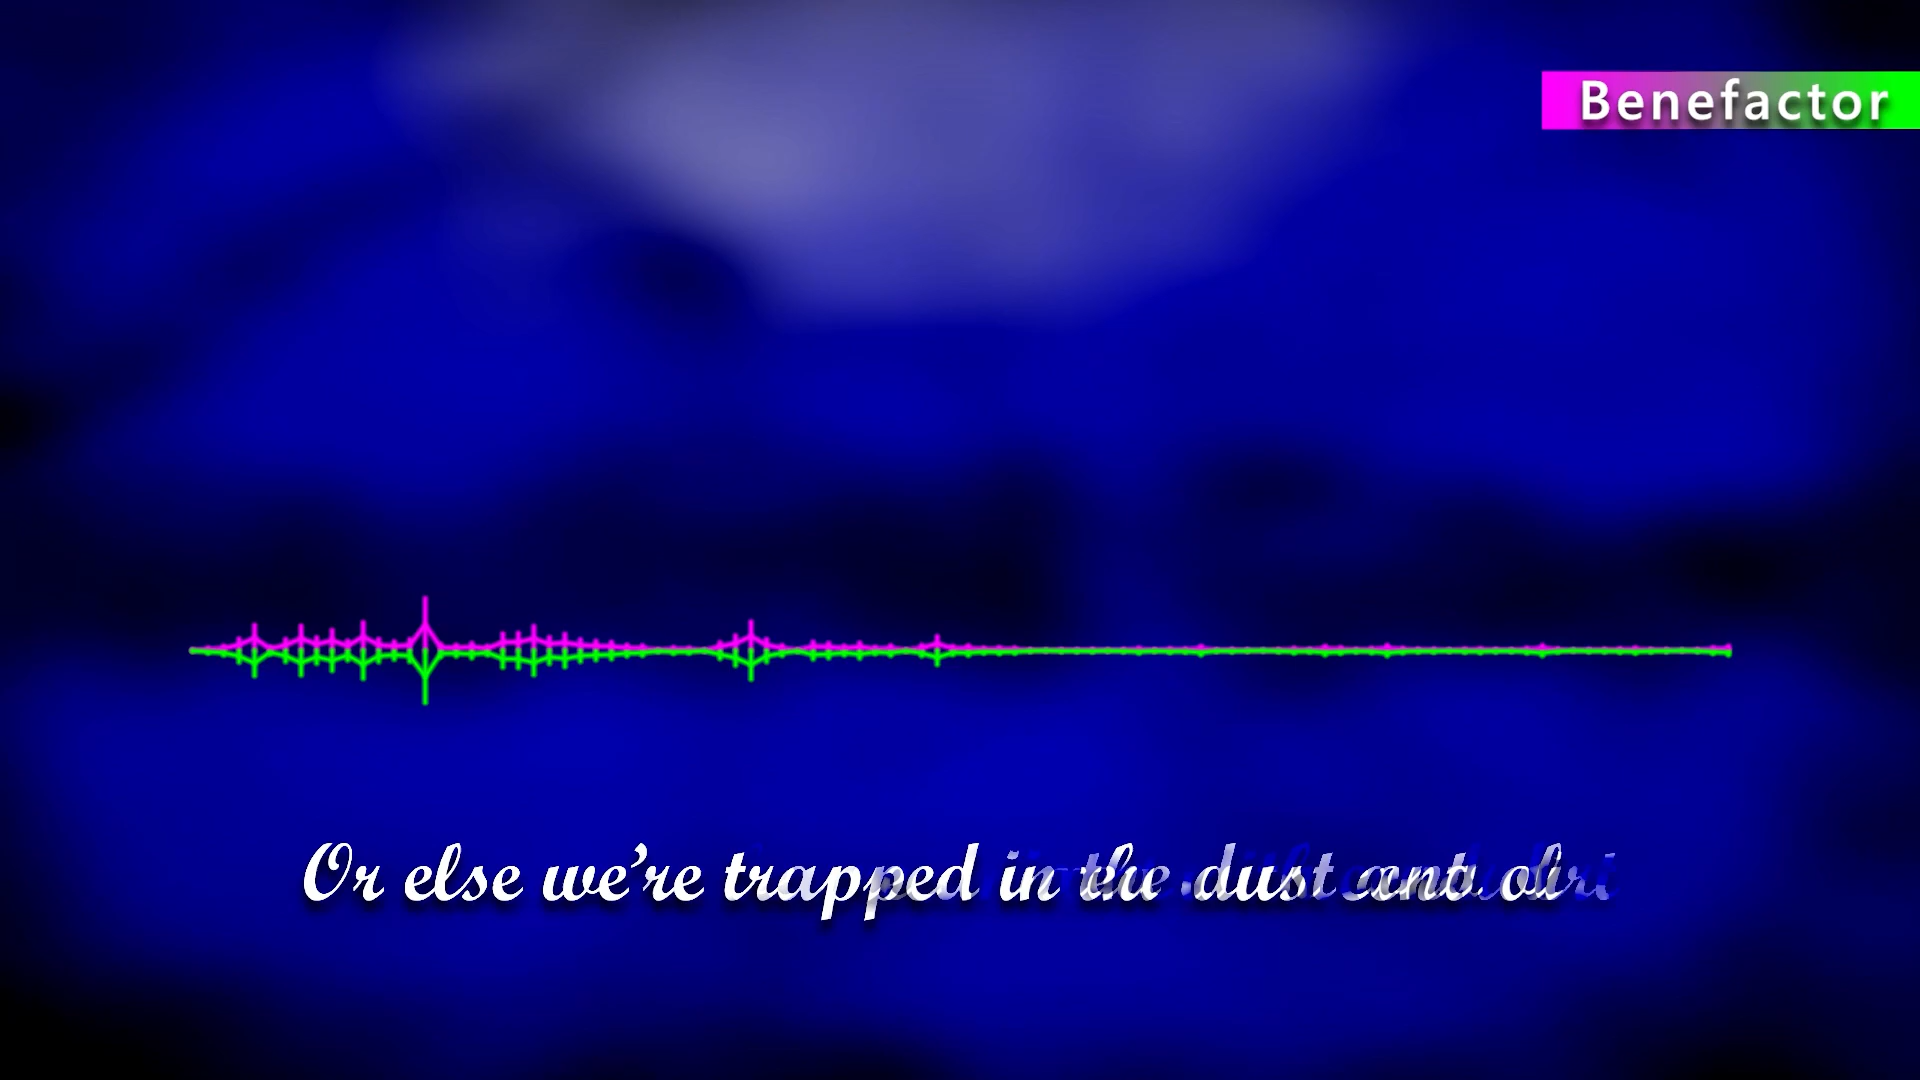 Benefactor
Or else we're trapped in the dust and